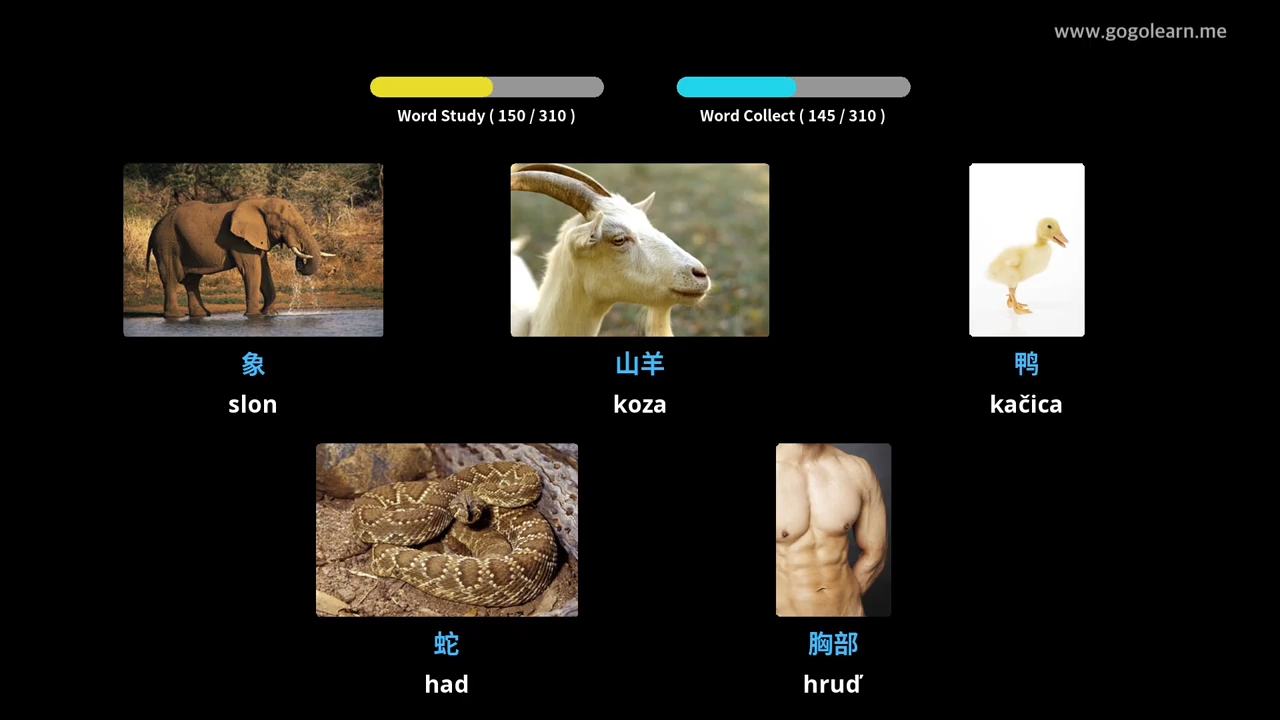 www.gogolearn.me
Word Study ( 150 / 310 )
Word Collect ( 145 / 310 )
象
slon
山羊
koza
鸭
kačica
蛇
had
胸部
hruď